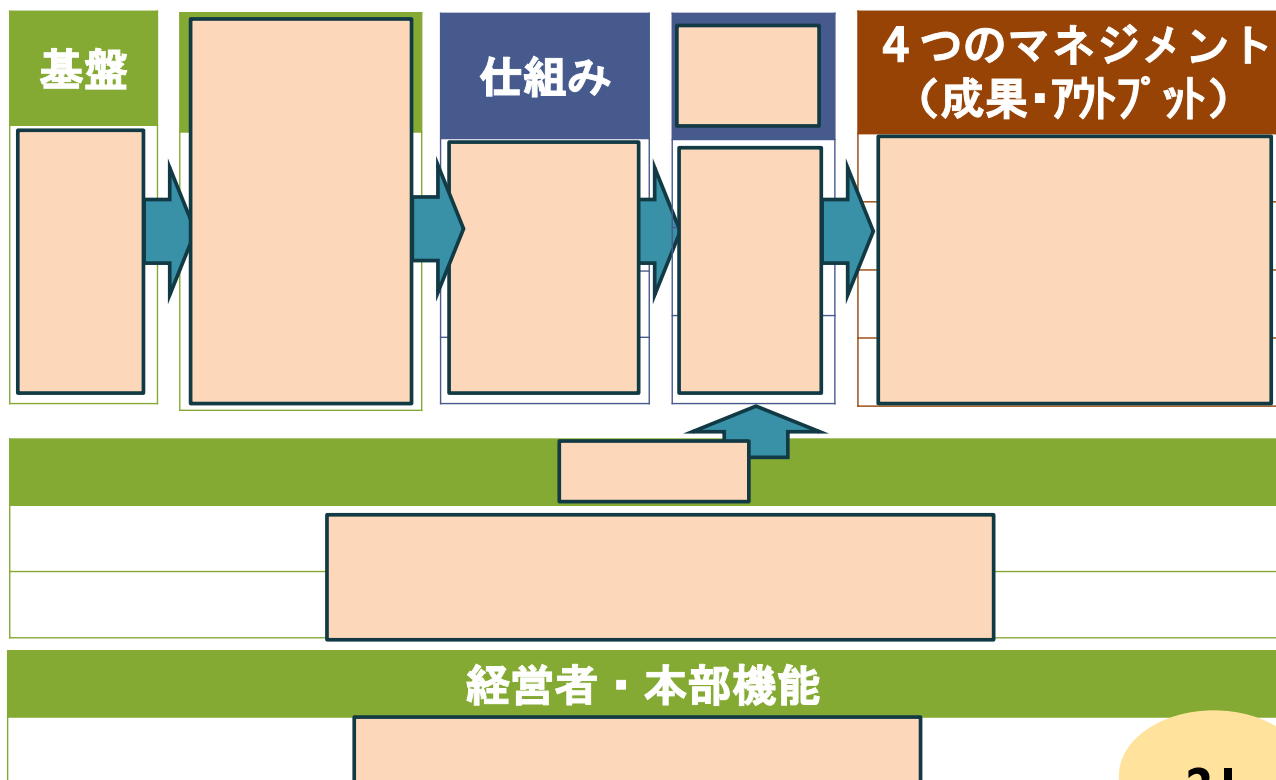 基盤
仕組み
４つのマネジメント
（成果・ｱｳﾄﾌﾟｯﾄ）
経営者・本部機能